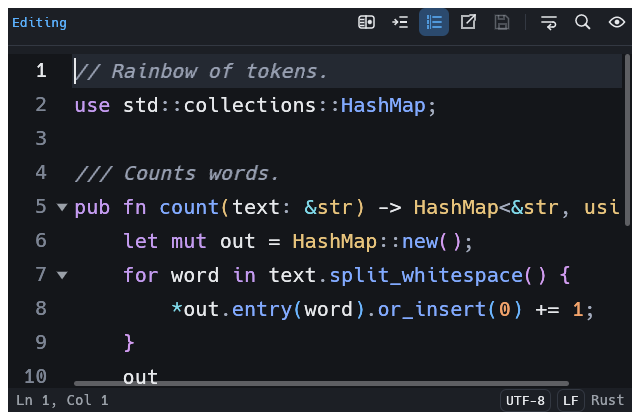 Editing
1 // Rainbow of tokens.
2 use std::collections::HashMap;
3
4 /// Counts words.
5 pub fn count(text: &str) -> HashMap<&str, usi
6     let mut out = HashMap::new();
7     for word in text.split_whitespace() {
8         *out.entry(word).or_insert(0) += 1;
9     }
10     out
Ln 1, Col 1 UTF-8 LF Rust